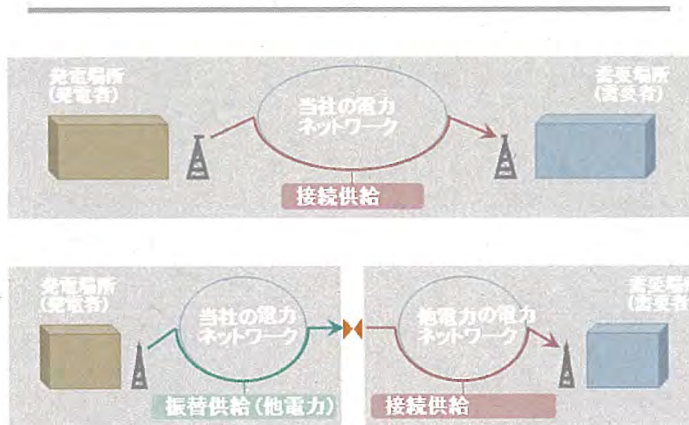 発電場所
(発電者)
当社の電力
ネットワーク
需要場所
(需要者)
接続供給
発電場所
(発電者)
当社の電力
ネットワーク
他電力の電力
ネットワーク
需要場所
(需要者)
振替供給(他電力)
接続供給